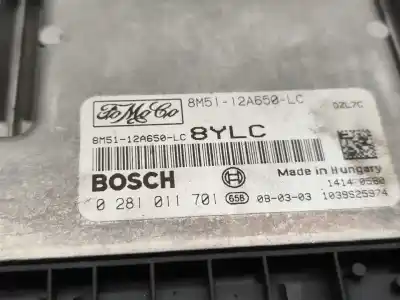 FoMoCo 8M51-12A650-LC DZL7C
8M51-12A650-LC 8YLC
BOSCH Made in Hungary
1414 0580
0 281 011 701 658 08-03-03 1039S25974